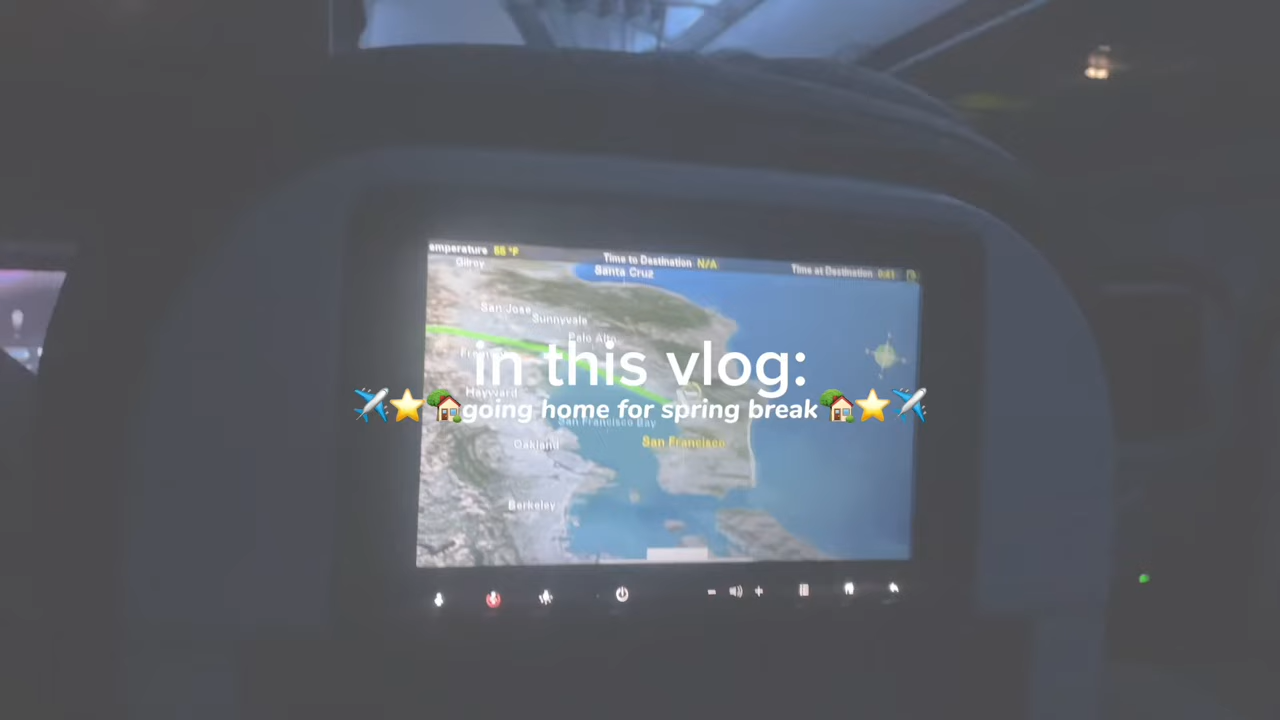 emperature 55 °F
Time to Destination N/A
Time at Destination
Gilroy
Santa Cruz
San Jose
Sunnyvale
Palo Alto
in this vlog:
Hayward
✈️⭐🏡going home for spring break🏡⭐✈️
San Francisco Bay
Oakland
San Francisco
Berkeley